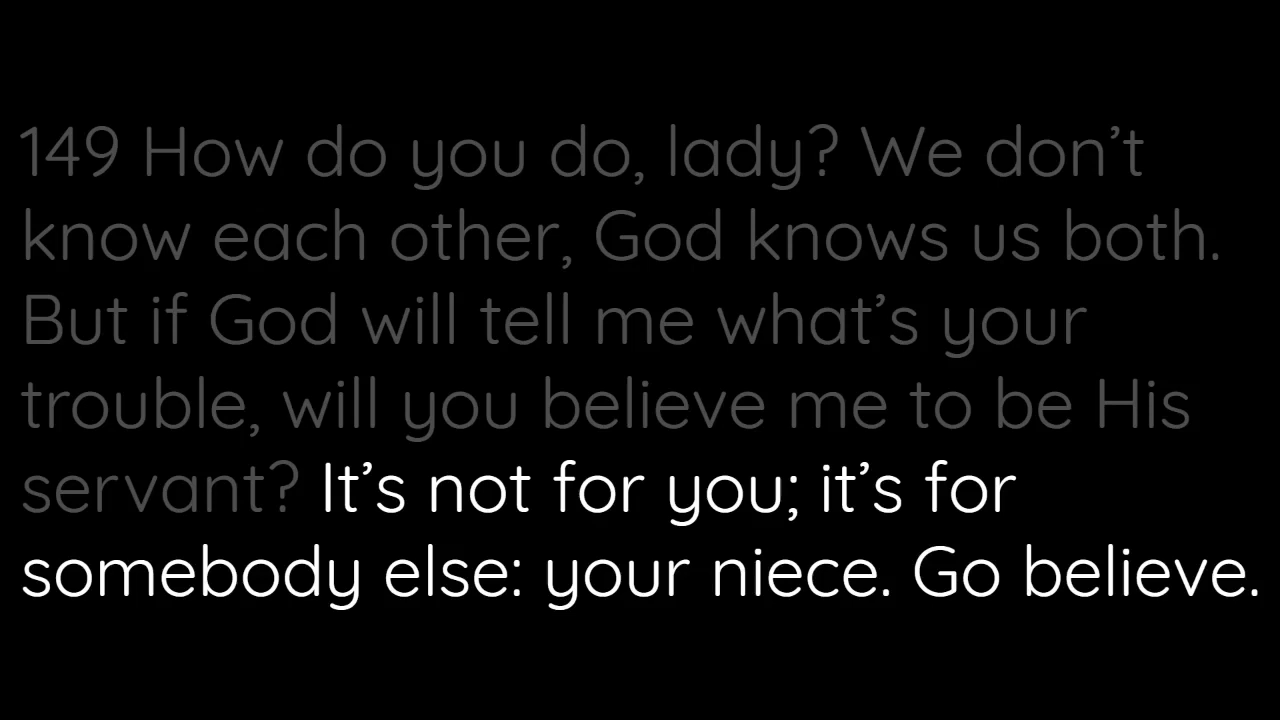 149 How do you do, lady? We don’t
know each other, God knows us both.
But if God will tell me what’s your
trouble, will you believe me to be His
servant? It’s not for you; it’s for
somebody else: your niece. Go believe.